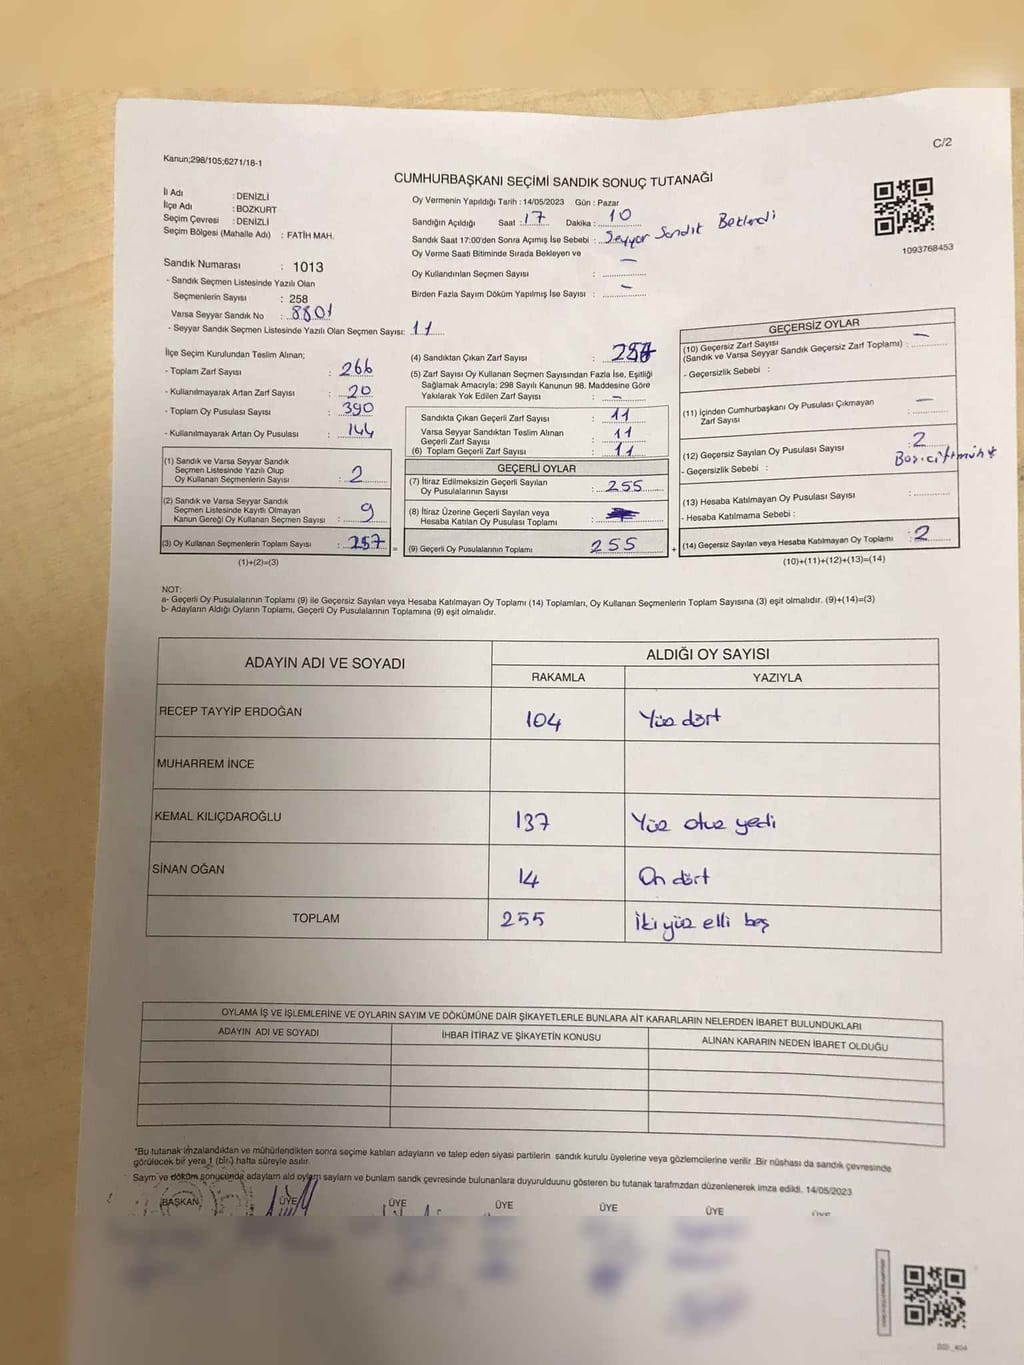 C/2
Kanun;298/105;6271/18-1
CUMHURBAŞKANI SEÇİMİ SANDIK SONUÇ TUTANAĞI
İl Adı : DENİZLİ
İlçe Adı : BOZKURT
Seçim Çevresi : DENİZLİ
Seçim Bölgesi (Mahalle Adı) : FATİH MAH.
Oy Vermenin Yapıldığı Tarih : 14/05/2023 Gün : Pazar
Sandığın Açıldığı Saat : 17 Dakika : 10
Sandık Saat 17:00'den Sonra Açımış İse Sebebi : Seyyar Sandık Beklendi
Oy Verme Saati Bitiminde Sırada Bekleyen ve
Oy Kullandırılan Seçmen Sayısı : –
Birden Fazla Sayım Döküm Yapılmış İse Sayısı : –
1093768453
Sandık Numarası : 1013
- Sandık Seçmen Listesinde Yazılı Olan
Seçmenlerin Sayısı : 258
Varsa Seyyar Sandık No : 8801
- Seyyar Sandık Seçmen Listesinde Yazılı Olan Seçmen Sayısı: 11
İlçe Seçim Kurulundan Teslim Alınan;
- Toplam Zarf Sayısı : 266
- Kullanılmayarak Artan Zarf Sayısı : 20
- Toplam Oy Pusulası Sayısı : 390
- Kullanılmayarak Artan Oy Pusulası : 144
(1) Sandık ve Varsa Seyyar Sandık
Seçmen Listesinde Yazılı Olup
Oy Kullanan Seçmenlerin Sayısı : 2
(2) Sandık ve Varsa Seyyar Sandık
Seçmen Listesinde Kayıtlı Olmayan
Kanun Gereği Oy Kullanan Seçmen Sayısı : 9
(3) Oy Kullanan Seçmenlerin Toplam Sayısı : 257 =
(1)+(2)=(3)
(4) Sandıktan Çıkan Zarf Sayısı :
(5) Zarf Sayısı Oy Kullanan Seçmen Sayısından Fazla İse, Eşitliği
Sağlamak Amacıyla; 298 Sayılı Kanunun 98. Maddesine Göre
Yakılarak Yok Edilen Zarf Sayısı : –
Sandıkta Çıkan Geçerli Zarf Sayısı : 11
Varsa Seyyar Sandıktan Teslim Alınan
Geçerli Zarf Sayısı : 11
(6) Toplam Geçerli Zarf Sayısı : 11
GEÇERLİ OYLAR
(7) İtiraz Edilmeksizin Geçerli Sayılan
Oy Pusulalarının Sayısı : 255
(8) İtiraz Üzerine Geçerli Sayılan veya
Hesaba Katılan Oy Pusulası Toplamı :
(9) Geçerli Oy Pusulalarının Toplamı 255 +
GEÇERSİZ OYLAR
(10) Geçersiz Zarf Sayısı
(Sandık ve Varsa Seyyar Sandık Geçersiz Zarf Toplamı) : –
- Geçersizlik Sebebi :
(11) İçinden Cumhurbaşkanı Oy Pusulası Çıkmayan
Zarf Sayısı : –
(12) Geçersiz Sayılan Oy Pusulası Sayısı : 2
- Geçersizlik Sebebi :
(13) Hesaba Katılmayan Oy Pusulası Sayısı :
- Hesaba Katılmama Sebebi :
(14) Geçersiz Sayılan veya Hesaba Katılmayan Oy Toplamı : 2
(10)+(11)+(12)+(13)=(14)
NOT:
a- Geçerli Oy Pusulalarının Toplamı (9) ile Geçersiz Sayılan veya Hesaba Katılmayan Oy Toplamı (14) Toplamları, Oy Kullanan Seçmenlerin Toplam Sayısına (3) eşit olmalıdır. (9)+(14)=(3)
b- Adayların Aldığı Oyların Toplamı, Geçerli Oy Pusulalarının Toplamına (9) eşit olmalıdır.
ADAYIN ADI VE SOYADI ALDIĞI OY SAYISI
RAKAMLA YAZIYLA
RECEP TAYYİP ERDOĞAN 104 Yüz dört
MUHARREM İNCE
KEMAL KILIÇDAROĞLU 137 Yüz otuz yedi
SİNAN OĞAN 14 On dört
TOPLAM 255 İki yüz elli beş
OYLAMA İŞ VE İŞLEMLERİNE VE OYLARIN SAYIM VE DÖKÜMÜNE DAİR ŞİKAYETLERLE BUNLARA AİT KARARLARIN NELERDEN İBARET BULUNDUKLARI
ADAYIN ADI VE SOYADI İHBAR İTİRAZ VE ŞİKAYETİN KONUSU ALINAN KARARIN NEDEN İBARET OLDUĞU
*Bu tutanak imzalandıktan ve mühürlendikten sonra seçime katılan adayların ve talep eden siyasi partilerin sandık kurulu üyelerine veya gözlemcilerine verilir .Bir nüshası da sandık çevresinde
görülecek bir yere 1 (bir) hafta süreyle asılır.
Sayım ve döküm sonucunda adayların ald oyların sayıları ve bunların sandk çevresinde bulunanlara duyurulduunu gösteren bu tutanak tarafmzdan düzenlenerek imza edildi. 14/05/2023
BAŞKAN ÜYE ÜYE ÜYE ÜYE ÜYE ÜYE